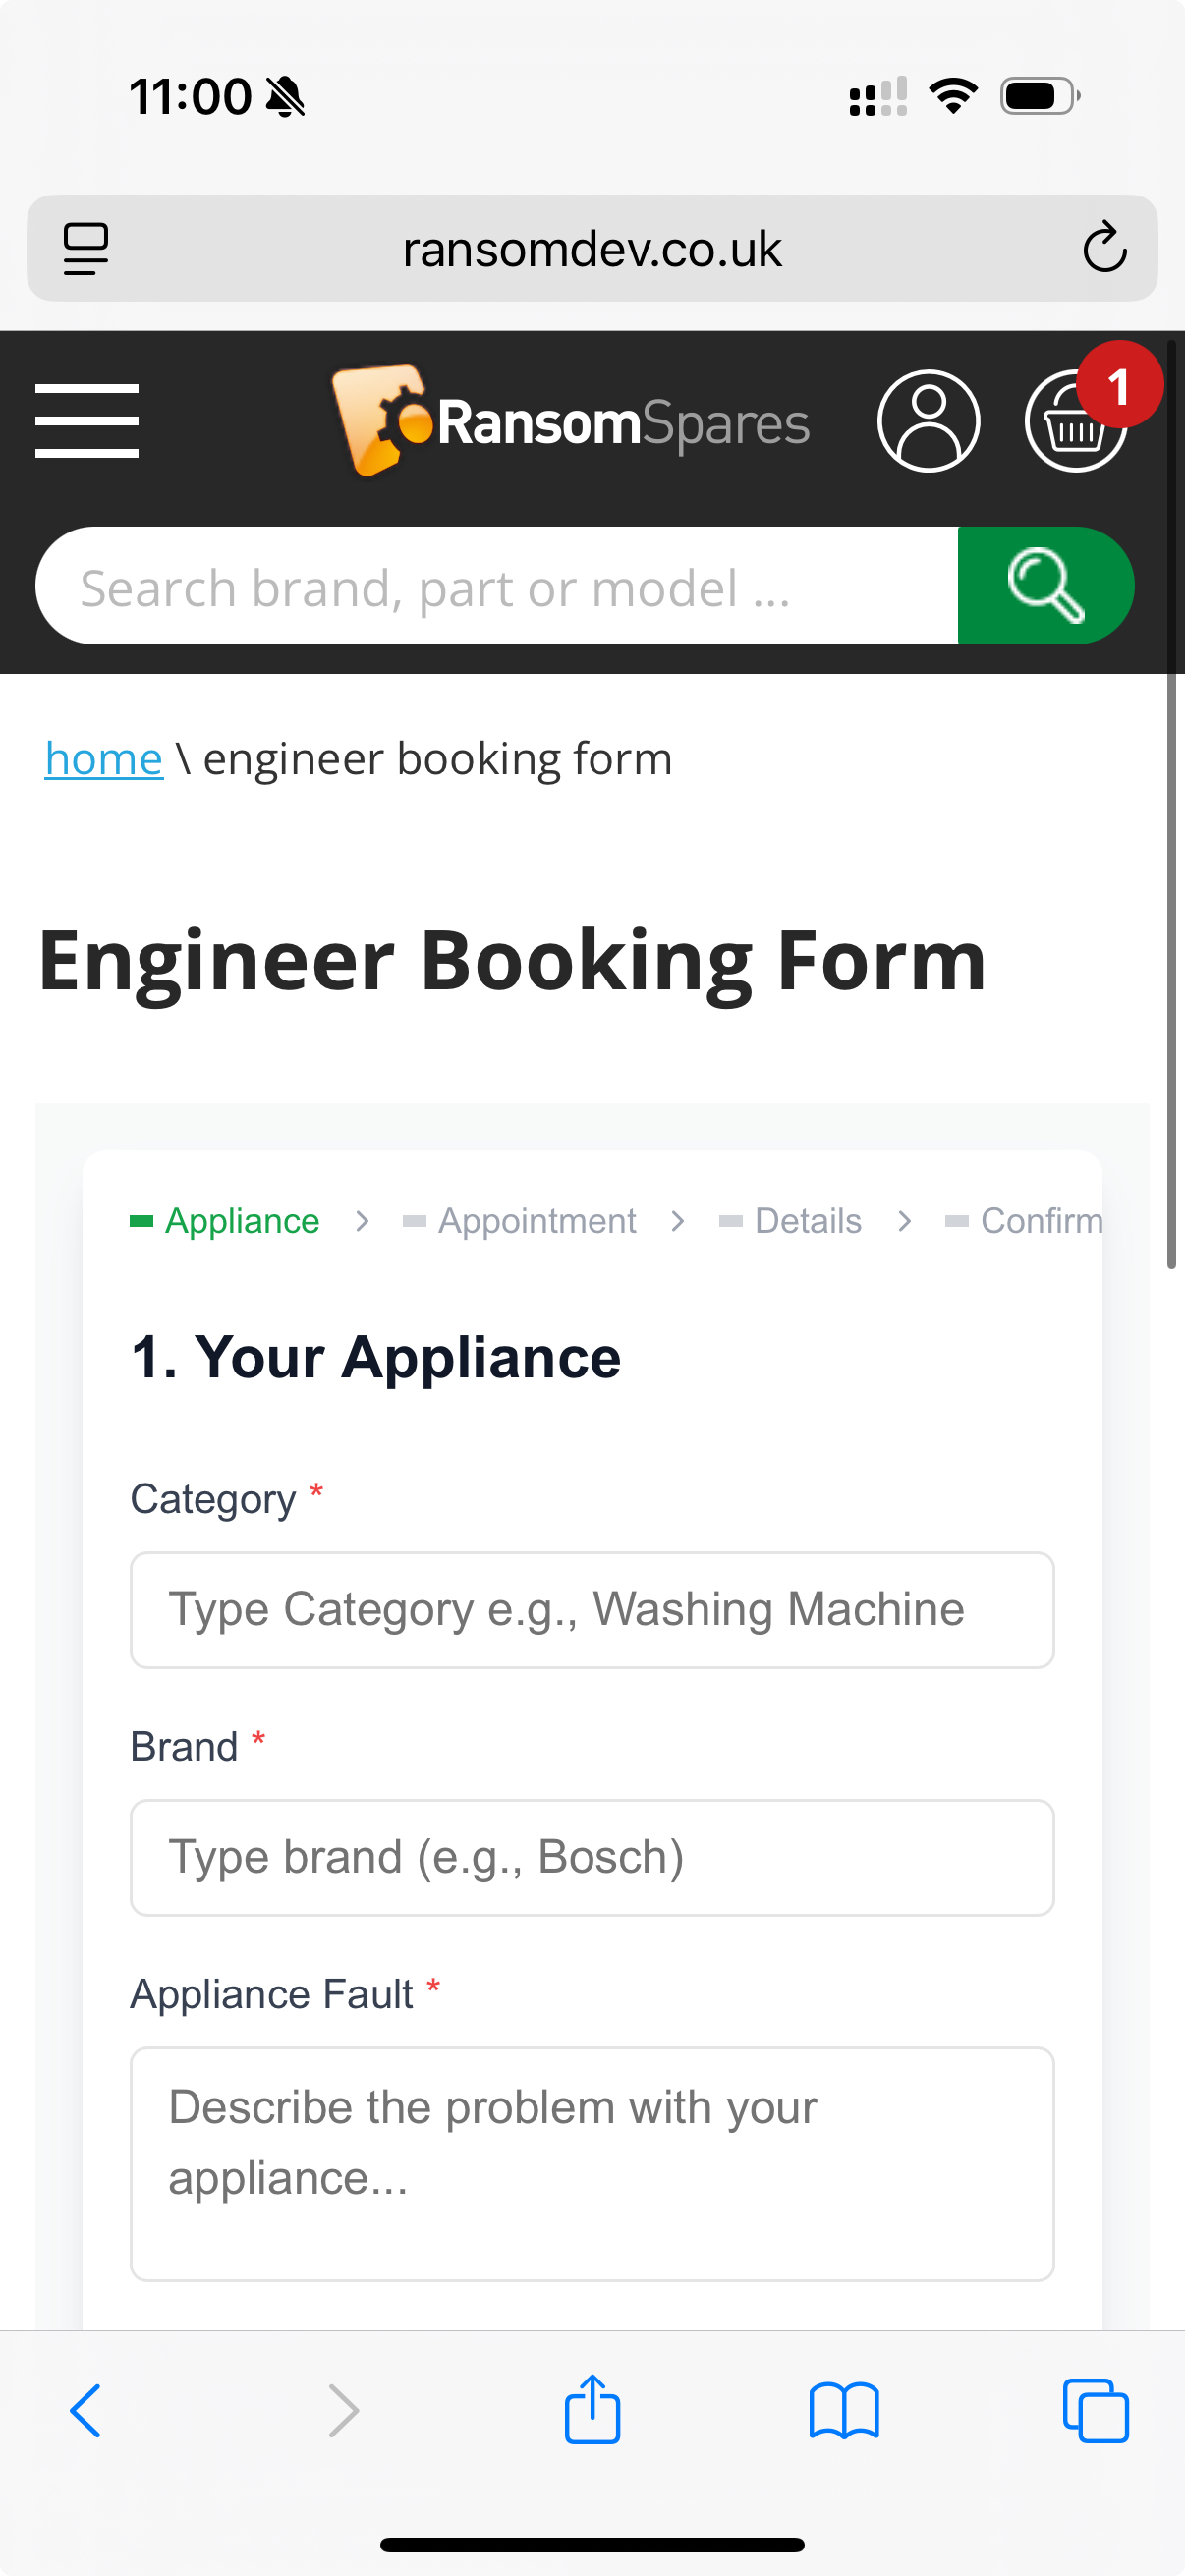 11:00
ransomdev.co.uk
RansomSpares
1
Search brand, part or model ...
home \ engineer booking form
Engineer Booking Form
Appliance > Appointment > Details > Confirm
1. Your Appliance
Category *
Type Category e.g., Washing Machine
Brand *
Type brand (e.g., Bosch)
Appliance Fault *
Describe the problem with your
appliance...